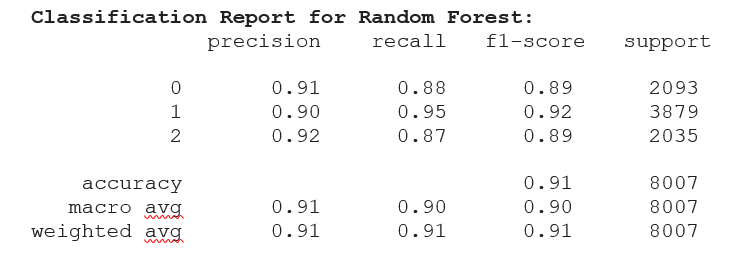 Classification Report for Random Forest:
precision recall f1-score support
0 0.91 0.88 0.89 2093
1 0.90 0.95 0.92 3879
2 0.92 0.87 0.89 2035
accuracy 0.91 8007
macro avg 0.91 0.90 0.90 8007
weighted avg 0.91 0.91 0.91 8007